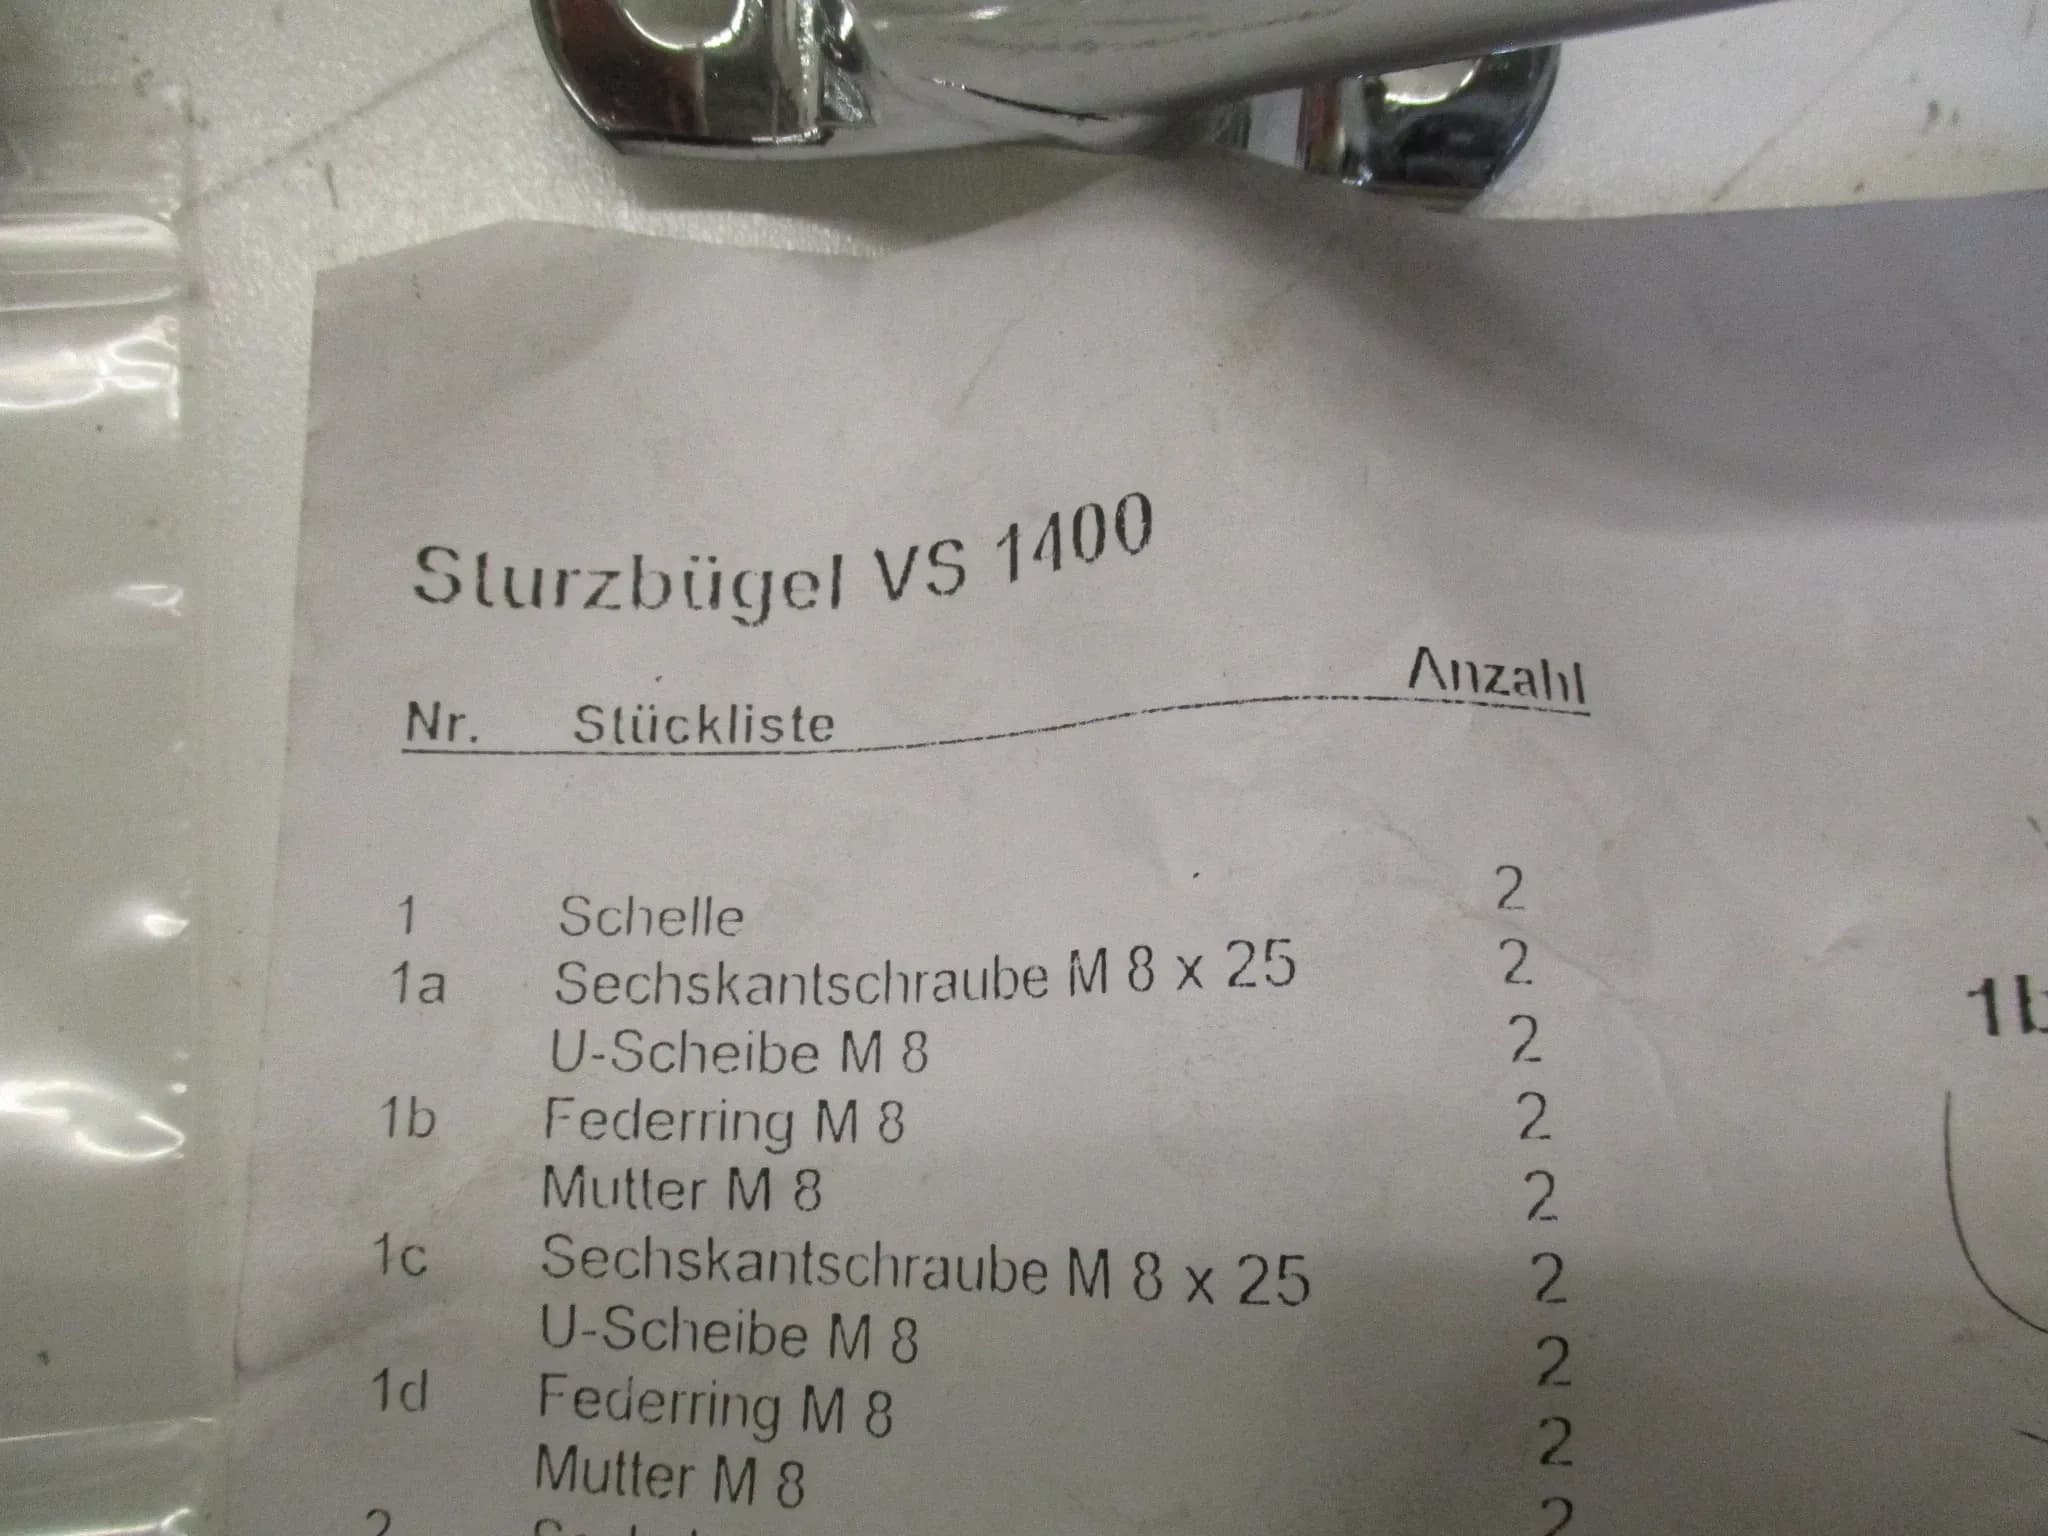 Sturzbügel VS 1400
Nr. Stückliste Anzahl
1 Schelle 2
1a Sechskantschraube M 8 x 25 2
U-Scheibe M 8 2
1b Federring M 8 2
Mutter M 8 2
1c Sechskantschraube M 8 x 25 2
U-Scheibe M 8 2
1d Federring M 8 2
Mutter M 8 2
2
1b